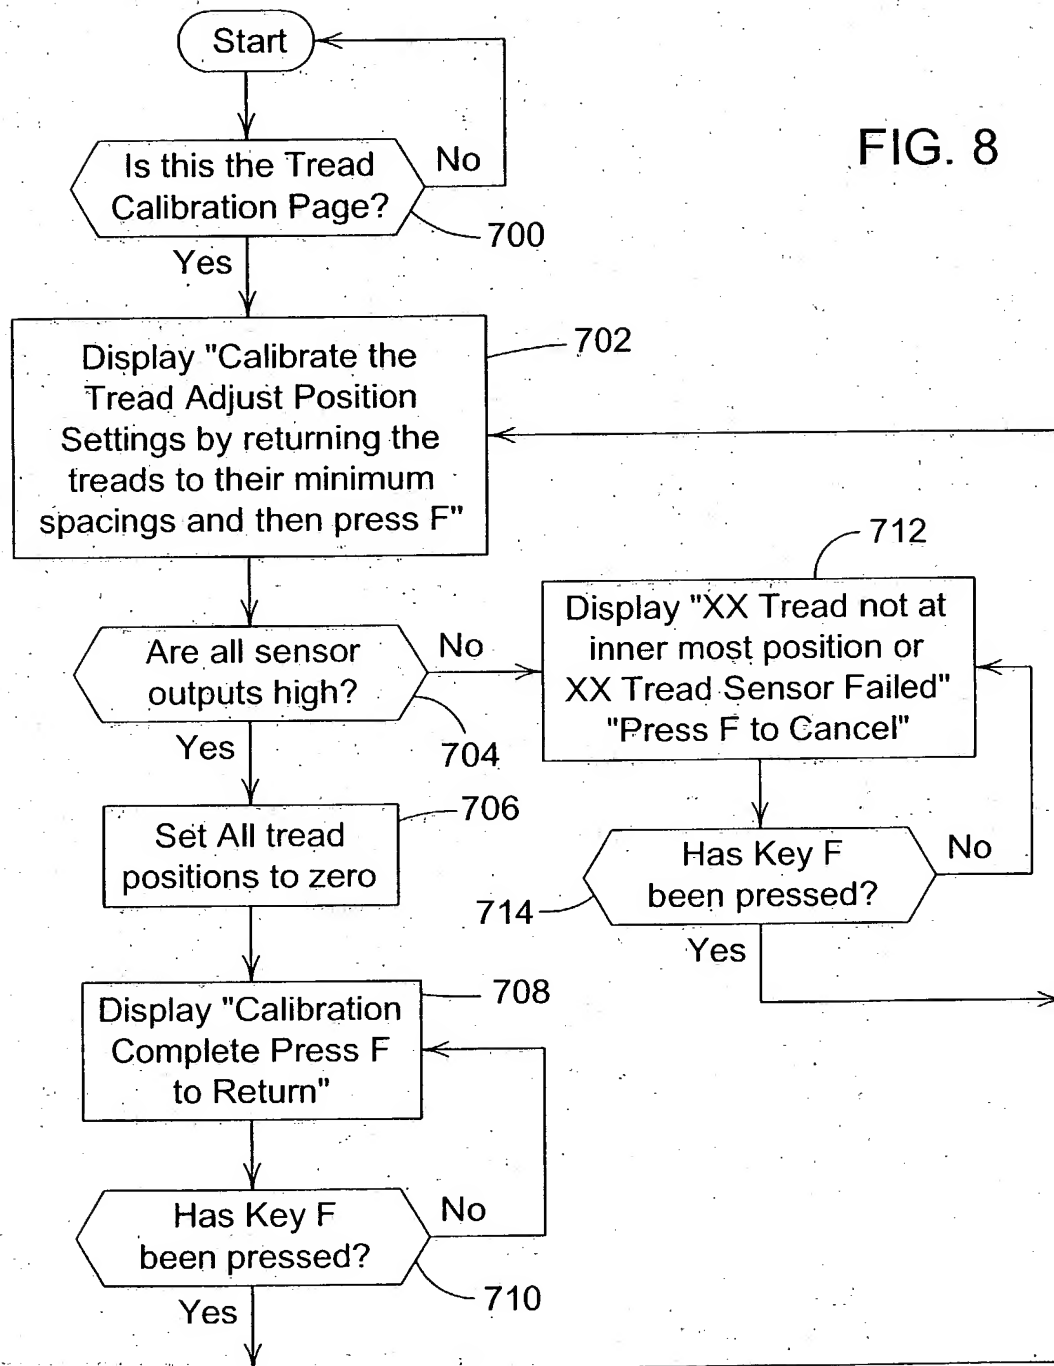 Start
FIG. 8
Is this the Tread
Calibration Page?
No
700
Yes
702
Display "Calibrate the
Tread Adjust Position
Settings by returning the
treads to their minimum
spacings and then press F"
712
Display "XX Tread not at
inner most position or
XX Tread Sensor Failed"
"Press F to Cancel"
Are all sensor
outputs high?
No
704
Yes
706
Set All tread
positions to zero
Has Key F
been pressed?
No
714
Yes
708
Display "Calibration
Complete Press F
to Return"
Has Key F
been pressed?
No
710
Yes